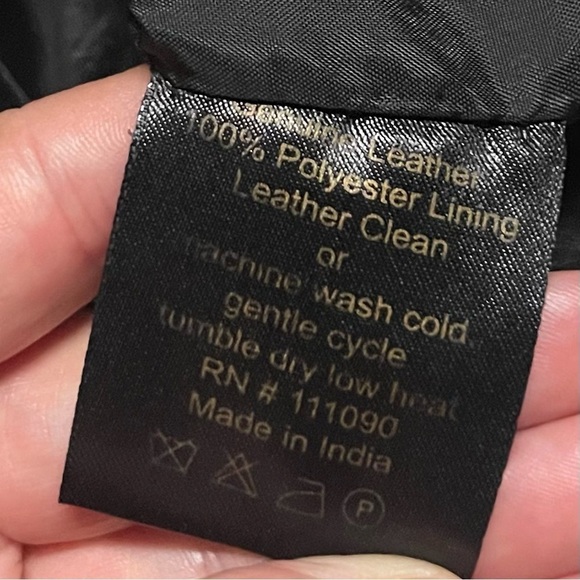 Genuine Leather
100% Polyester Lining
Leather Clean
or
machine wash cold
gentle cycle
tumble dry low heat
RN # 111090
Made in India
P